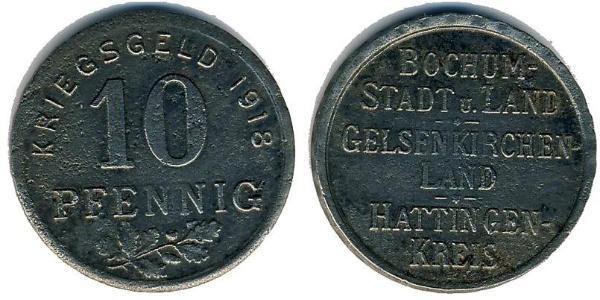 KRIEGSGELD 1918
10
PFENNIG
BOCHUM-
STADT u. LAND
GELSENKIRCHEN-
LAND
HATTINGEN-
KREIS